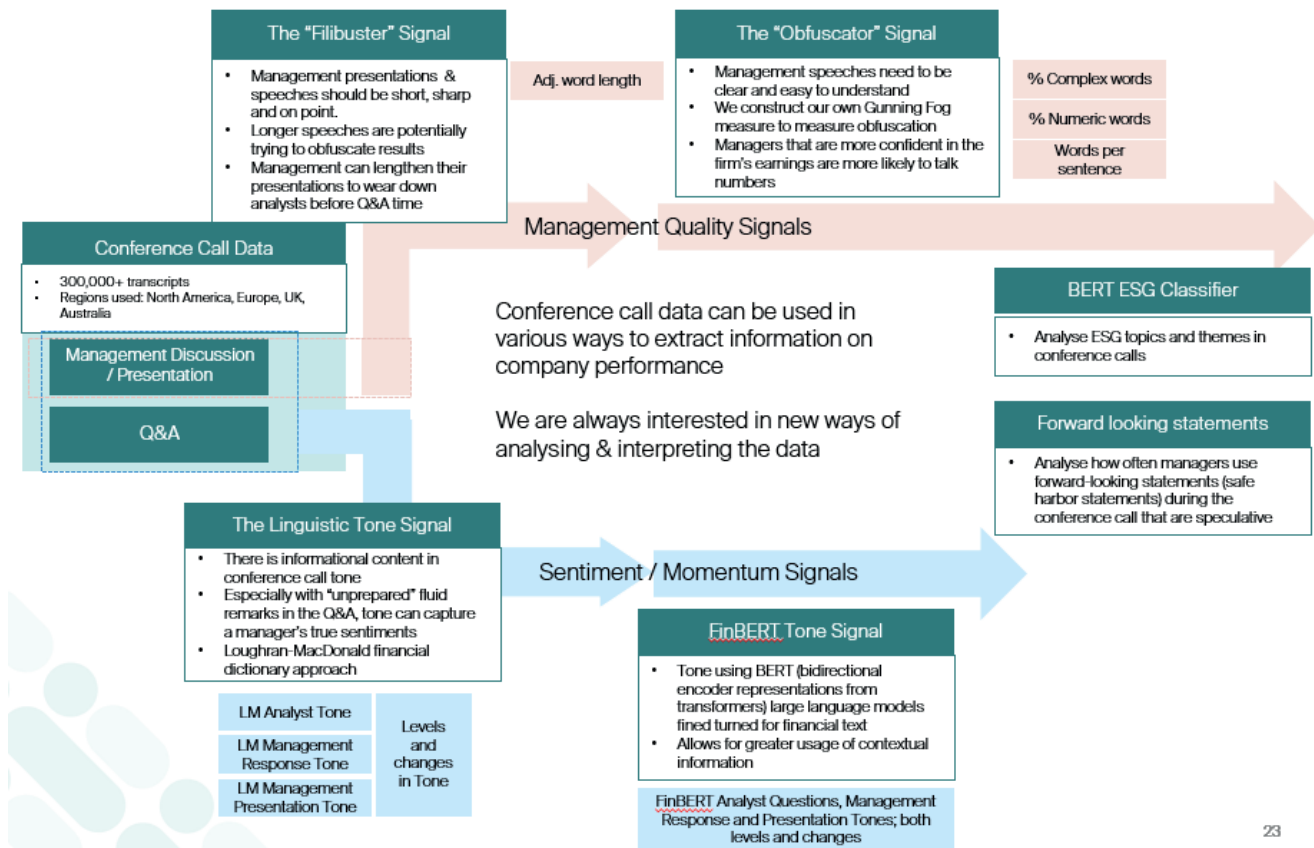 The “Filibuster” Signal
• Management presentations &
speeches should be short, sharp
and on point.
• Longer speeches are potentially
trying to obfuscate results
• Management can lengthen their
presentations to wear down
analysts before Q&A time
Adj. word length
The “Obfuscator” Signal
• Management speeches need to be
clear and easy to understand
• We construct our own Gunning Fog
measure to measure obfuscation
• Managers that are more confident in the
firm's earnings are more likely to talk
numbers
% Complex words
% Numeric words
Words per
sentence
Management Quality Signals
Conference Call Data
• 300,000+ transcripts
• Regions used: North America, Europe, UK,
Australia
Management Discussion
/ Presentation
Q&A
Conference call data can be used in
various ways to extract information on
company performance
We are always interested in new ways of
analysing & interpreting the data
BERT ESG Classifier
• Analyse ESG topics and themes in
conference calls
Forward looking statements
• Analyse how often managers use
forward-looking statements (safe
harbor statements) during the
conference call that are speculative
The Linguistic Tone Signal
• There is informational content in
conference call tone
• Especially with “unprepared” fluid
remarks in the Q&A, tone can capture
a manager's true sentiments
• Loughran-MacDonald financial
dictionary approach
LM Analyst Tone
LM Management
Response Tone
LM Management
Presentation Tone
Levels
and
changes
in Tone
Sentiment / Momentum Signals
FinBERT Tone Signal
• Tone using BERT (bidirectional
encoder representations from
transformers) large language models
fined turned for financial text
• Allows for greater usage of contextual
information
FinBERT Analyst Questions, Management
Response and Presentation Tones; both
levels and changes
23